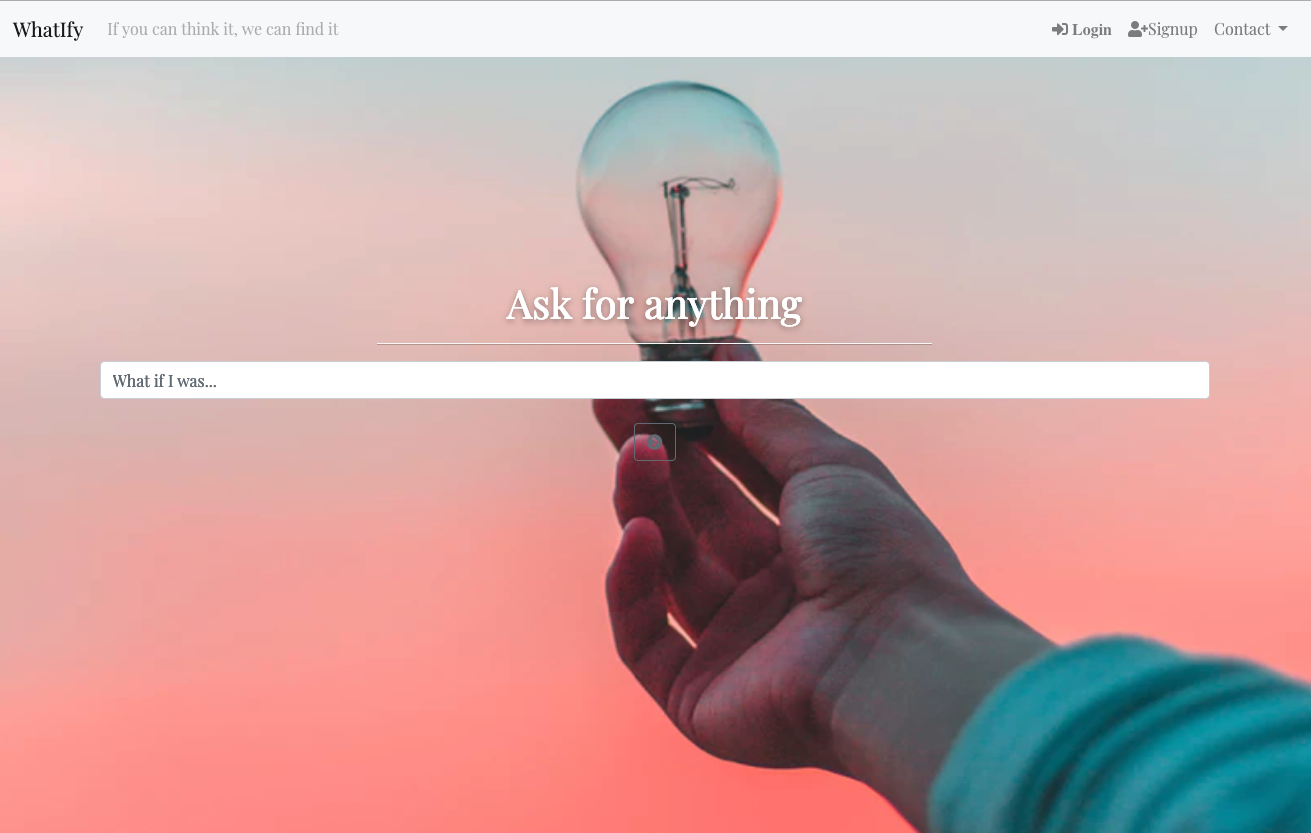 WhatIfy If you can think it, we can find it Login Signup Contact
Ask for anything
What if I was...